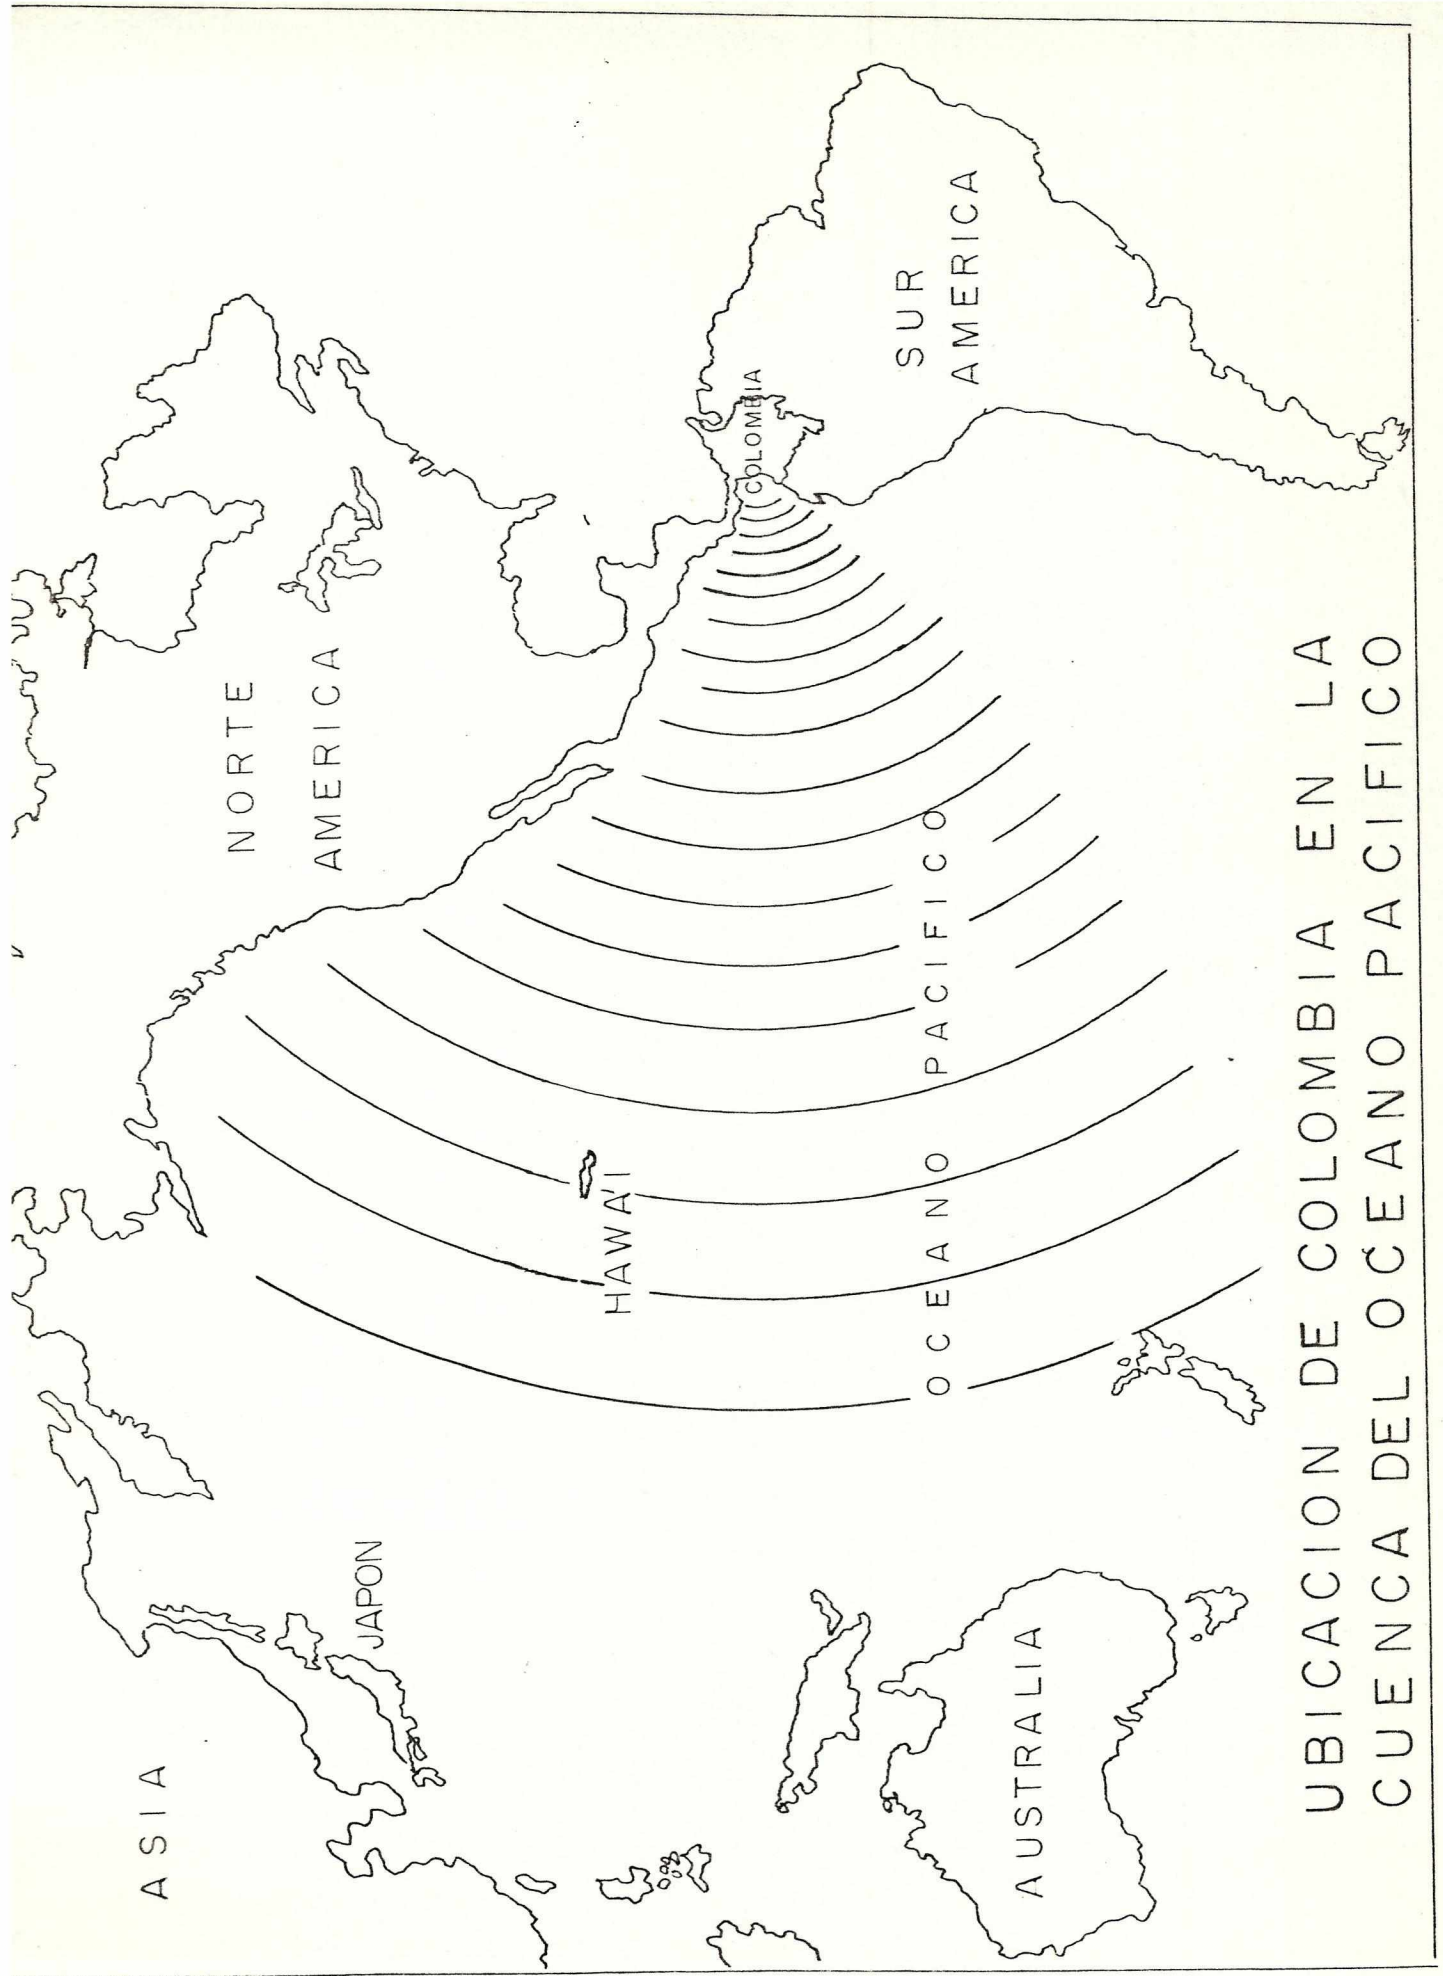 ASIA
NORTE
AMERICA
JAPON
HAWA'I
COLOMBIA
SUR
AMERICA
OCEANO PACIFICO
AUSTRALIA
UBICACION DE COLOMBIA EN LA
CUENCA DEL OCEANO PACIFICO